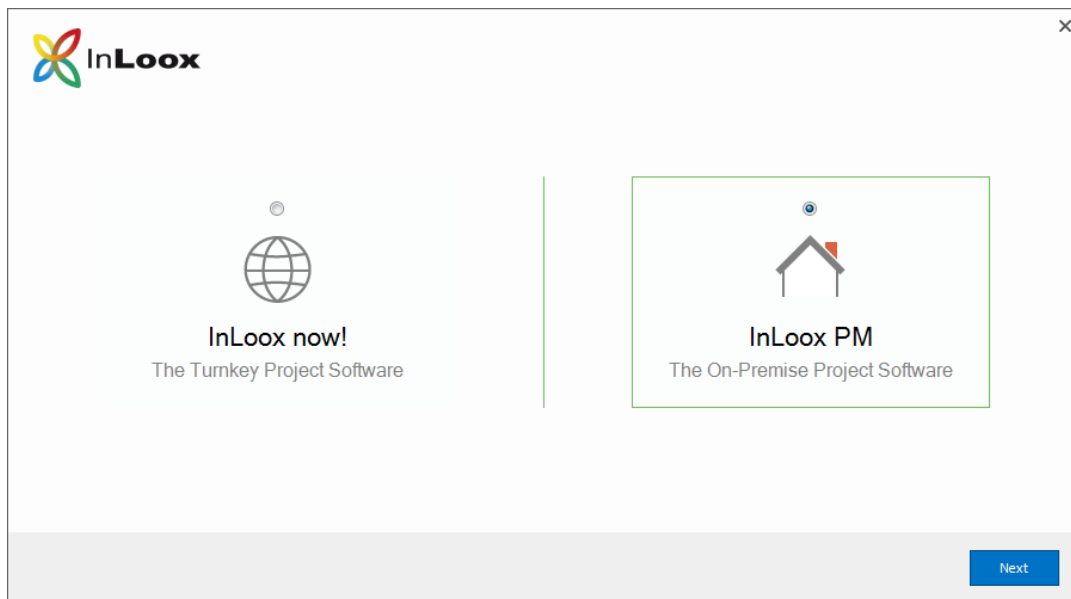 InLoox
InLoox now!
The Turnkey Project Software
InLoox PM
The On-Premise Project Software
Next